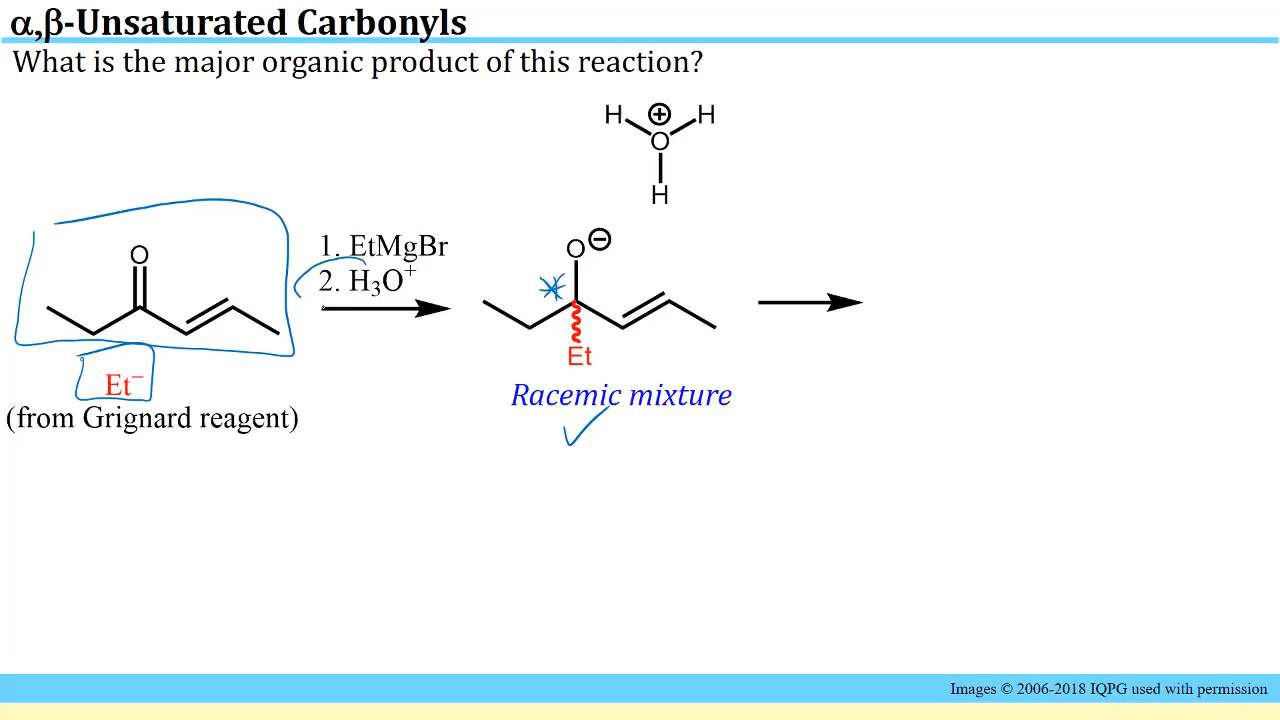 α,β-Unsaturated Carbonyls
What is the major organic product of this reaction?
H ⊕ H
O
H
O
1. EtMgBr
2. H₃O⁺
O ⊖
Et
Et⁻
(from Grignard reagent)
Racemic mixture
Images © 2006-2018 IQPG used with permission